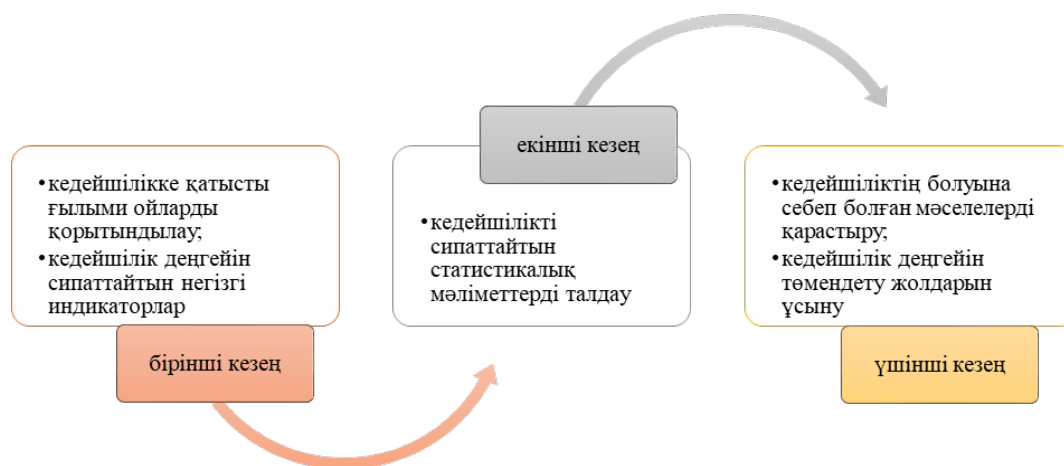 •кедейшілікке қатысты
ғылыми ойларды
қорытындылау;
•кедейшілік деңгейін
сипаттайтын негізгі
индикаторлар
бірінші кезең
екінші кезең
•кедейшілікті
сипаттайтын
статистикалық
мәліметтерді талдау
•кедейшіліктің болуына
себеп болған мәселелерді
қарастыру;
•кедейшілік деңгейін
төмендету жолдарын
ұсыну
үшінші кезең